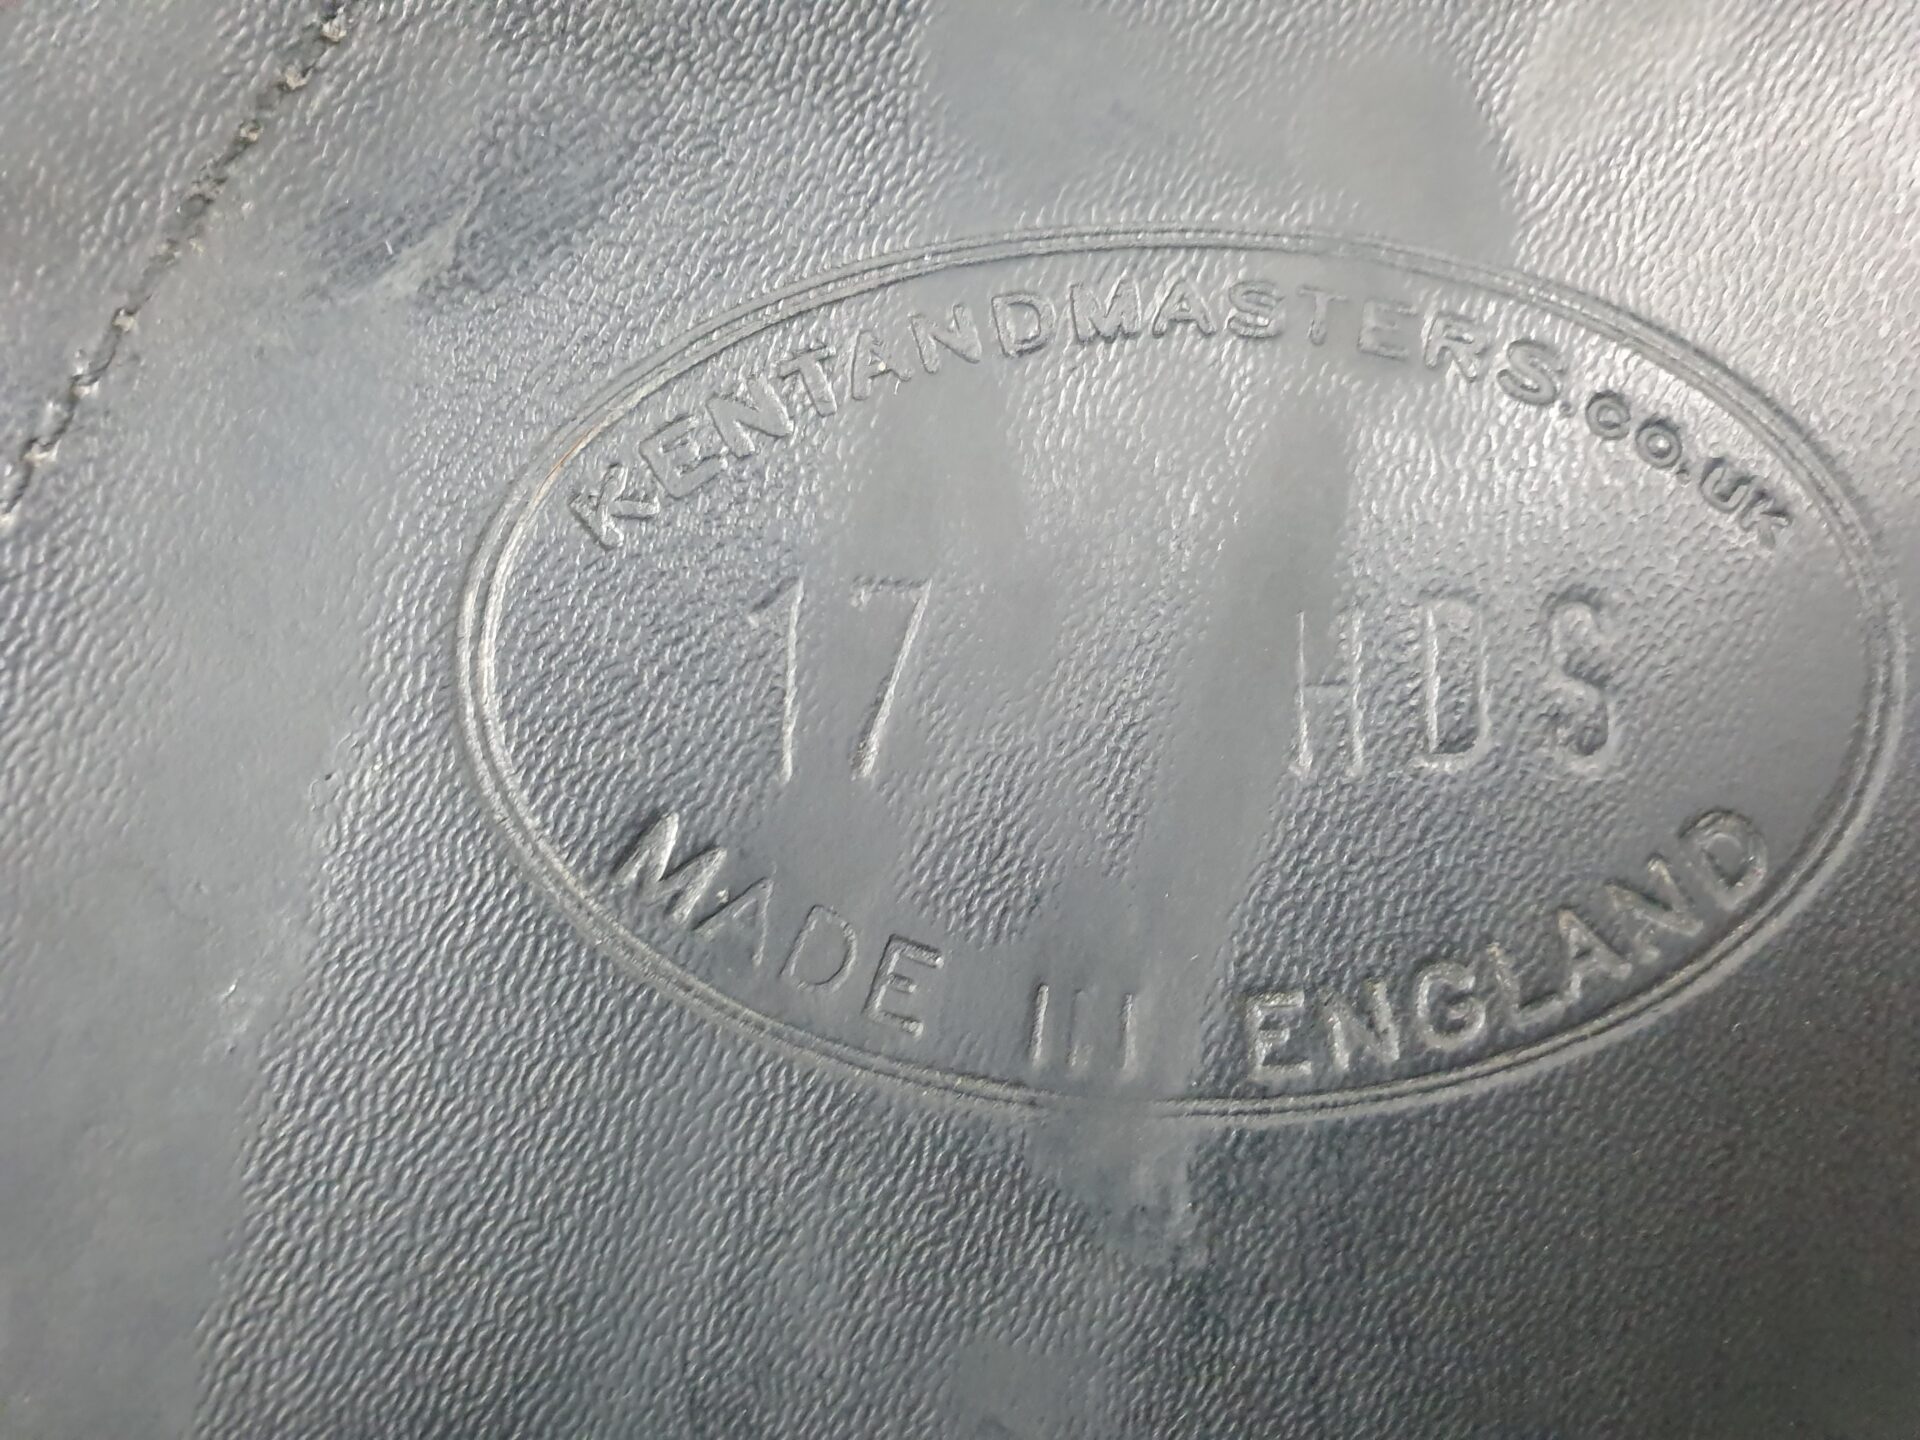 KENTANDMASTERS.CO.UK
17 HDS
MADE IN ENGLAND